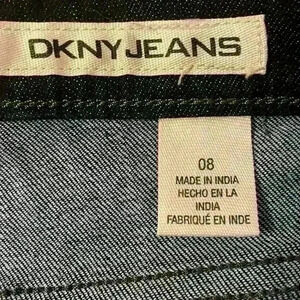 DKNY JEANS
08
MADE IN INDIA
HECHO EN LA
INDIA
FABRIQUÉ EN INDE